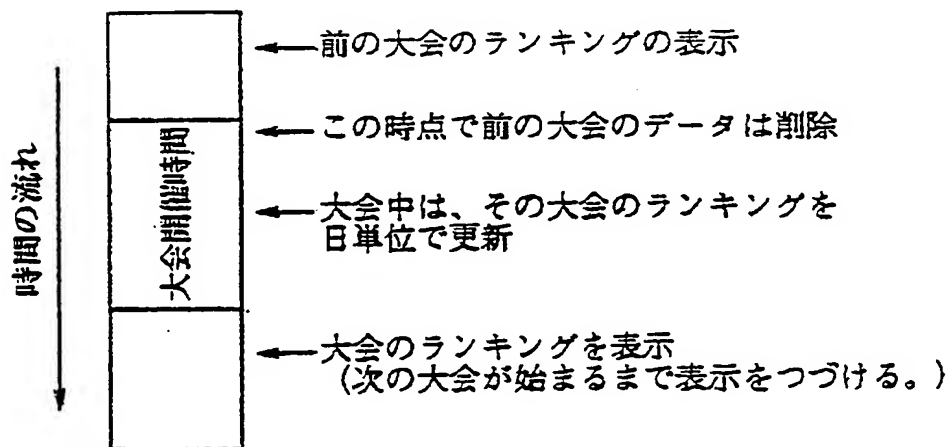 前の大会のランキングの表示
この時点で前の大会のデータは削除
時間の流れ
大会開催時間
大会中は、その大会のランキングを
日単位で更新
大会のランキングを表示
(次の大会が始まるまで表示をつづける。)